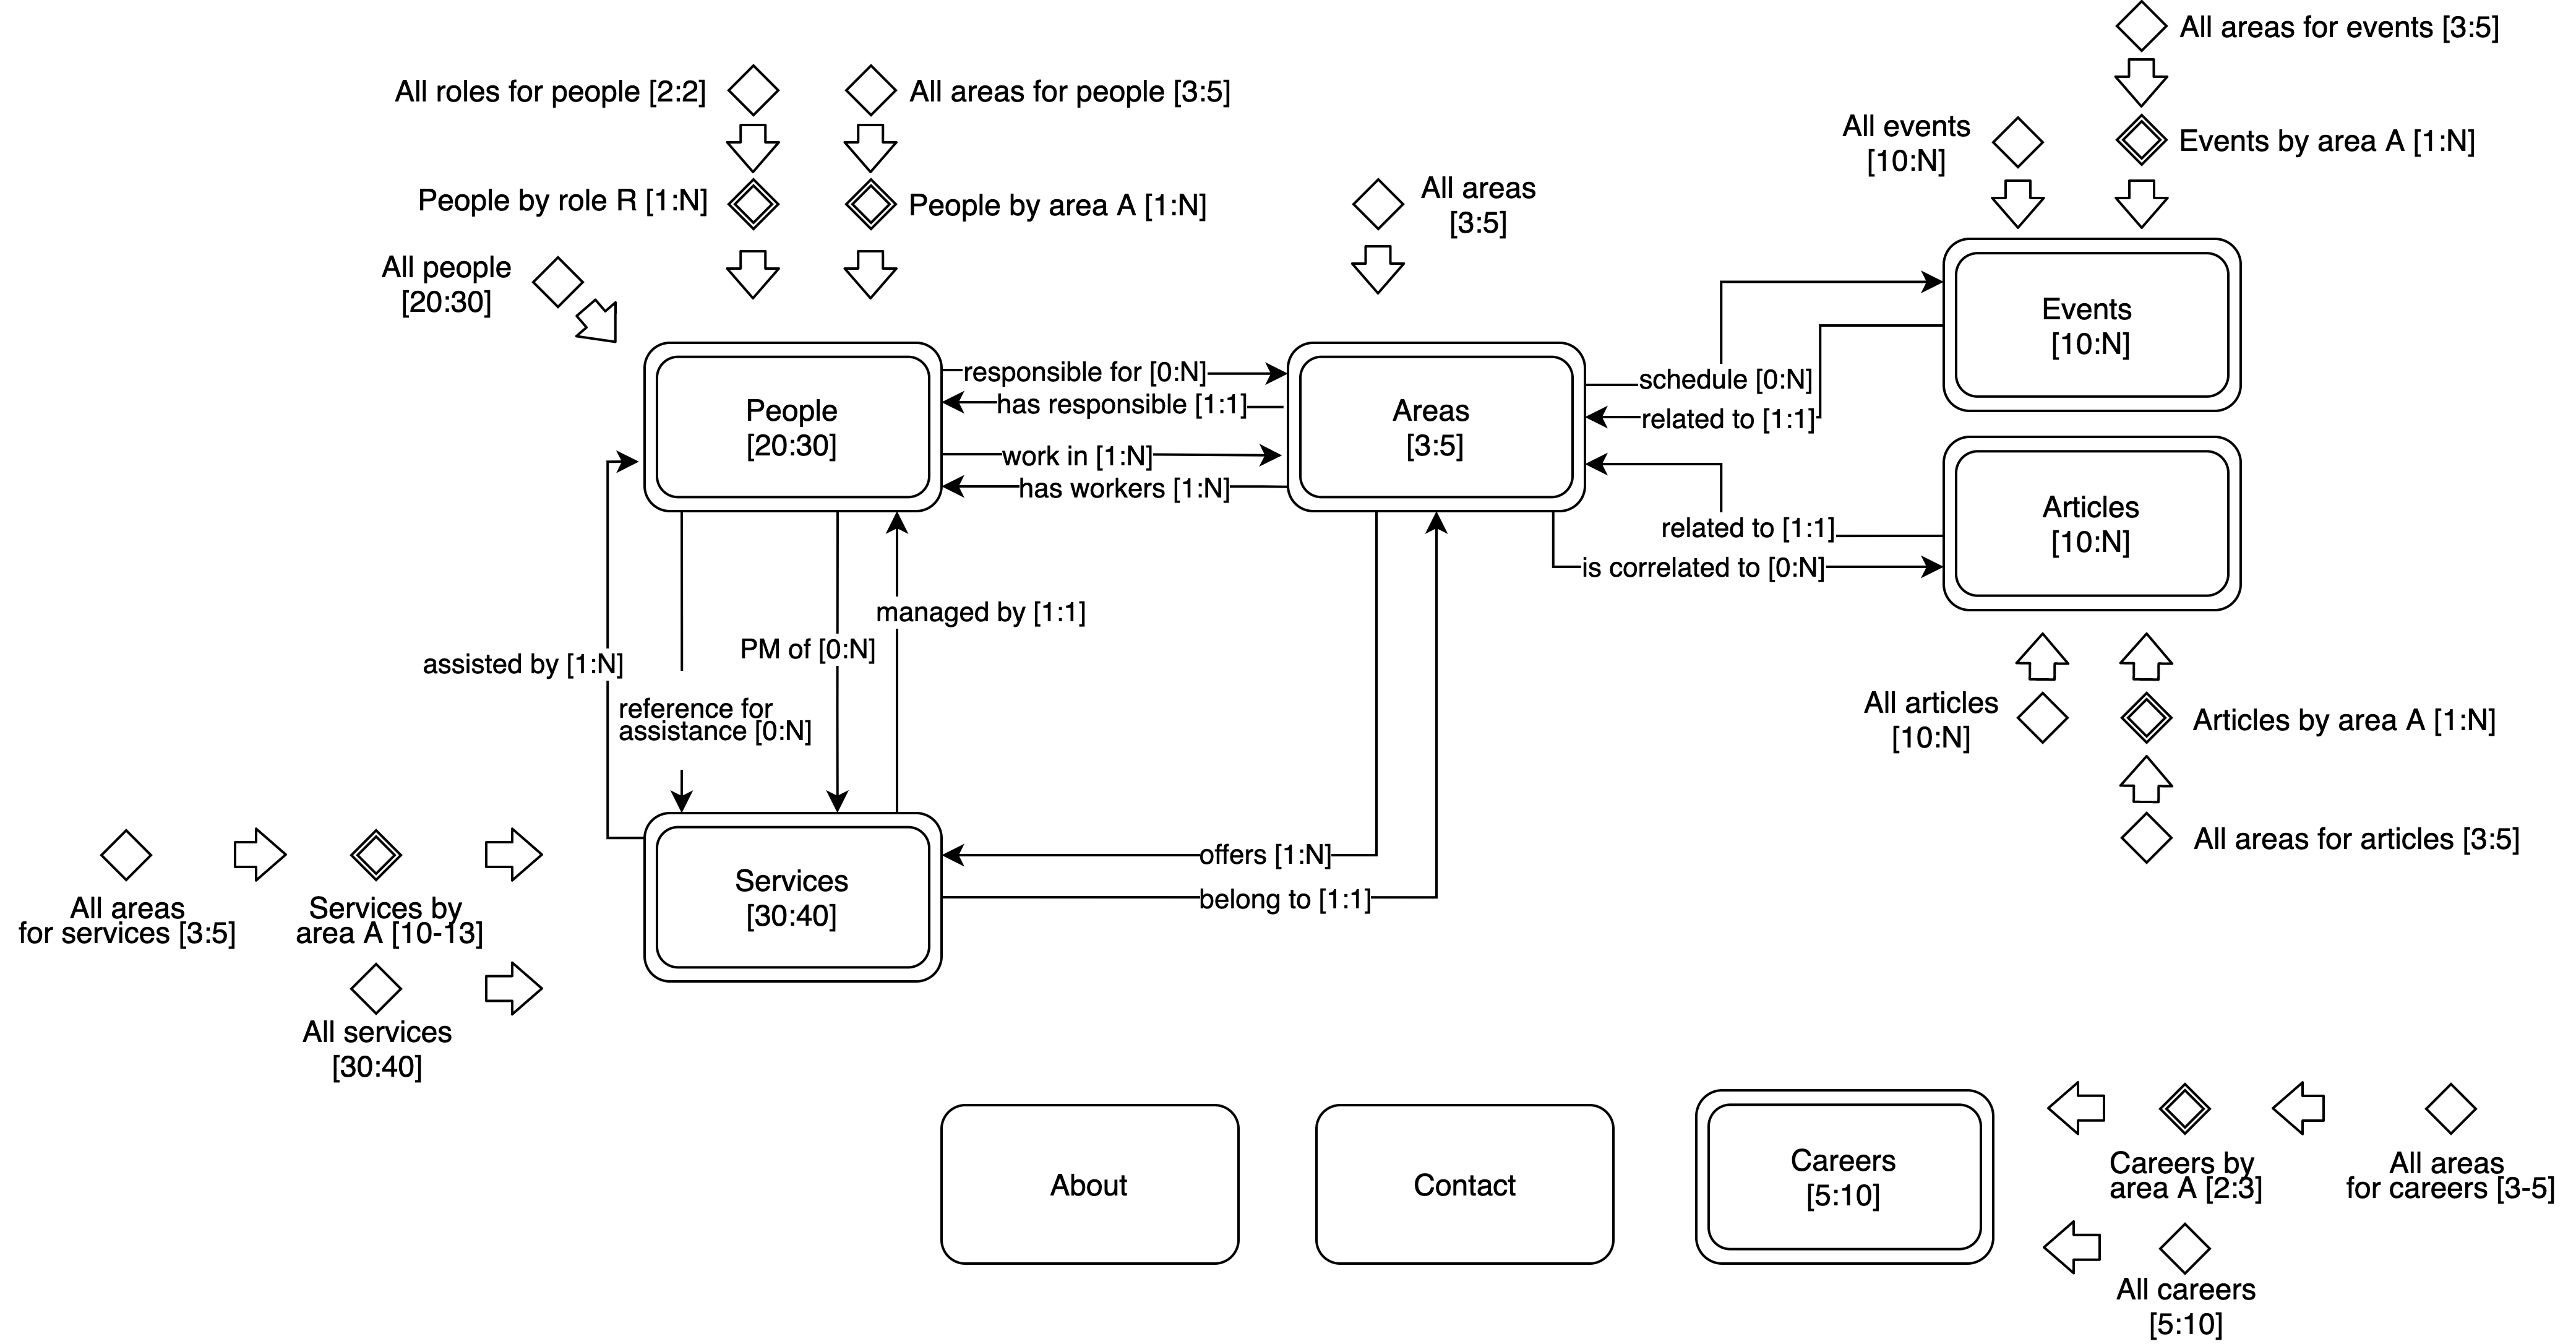 All areas for events [3:5]
All roles for people [2:2]
All areas for people [3:5]
All events
[10:N]
Events by area A [1:N]
People by role R [1:N]
People by area A [1:N]
All areas
[3:5]
All people
[20:30]
Events
[10:N]
responsible for [0:N]
has responsible [1:1]
People
[20:30]
Areas
[3:5]
schedule [0:N]
related to [1:1]
work in [1:N]
has workers [1:N]
Articles
[10:N]
related to [1:1]
is correlated to [0:N]
managed by [1:1]
PM of [0:N]
assisted by [1:N]
reference for
assistance [0:N]
All articles
[10:N]
Articles by area A [1:N]
All areas for articles [3:5]
offers [1:N]
belong to [1:1]
Services
[30:40]
All areas
for services [3:5]
Services by
area A [10-13]
All services
[30:40]
About
Contact
Careers
[5:10]
Careers by
area A [2:3]
All areas
for careers [3-5]
All careers
[5:10]